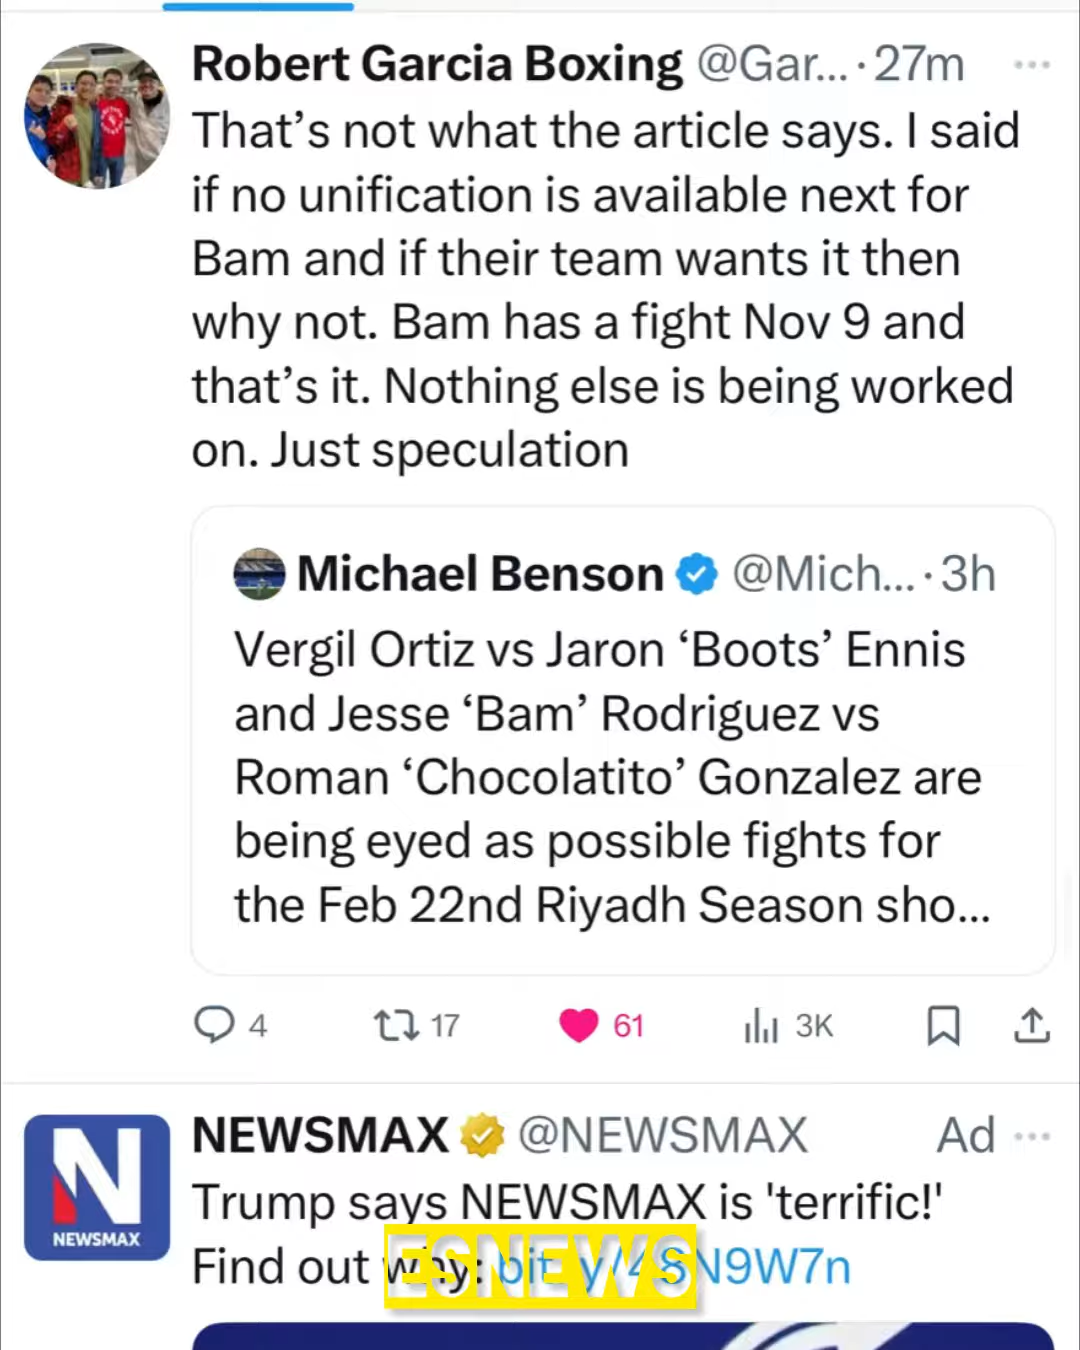 Robert Garcia Boxing @Gar... · 27m
That's not what the article says. I said
if no unification is available next for
Bam and if their team wants it then
why not. Bam has a fight Nov 9 and
that's it. Nothing else is being worked
on. Just speculation
Michael Benson @Mich... · 3h
Vergil Ortiz vs Jaron ‘Boots’ Ennis
and Jesse ‘Bam’ Rodriguez vs
Roman ‘Chocolatito’ Gonzalez are
being eyed as possible fights for
the Feb 22nd Riyadh Season sho...
4 17 61 3K
NEWSMAX @NEWSMAX Ad
Trump says NEWSMAX is 'terrific!'
Find out why: bit.ly/48N9W7n
NEWSMAX
ESNEWS